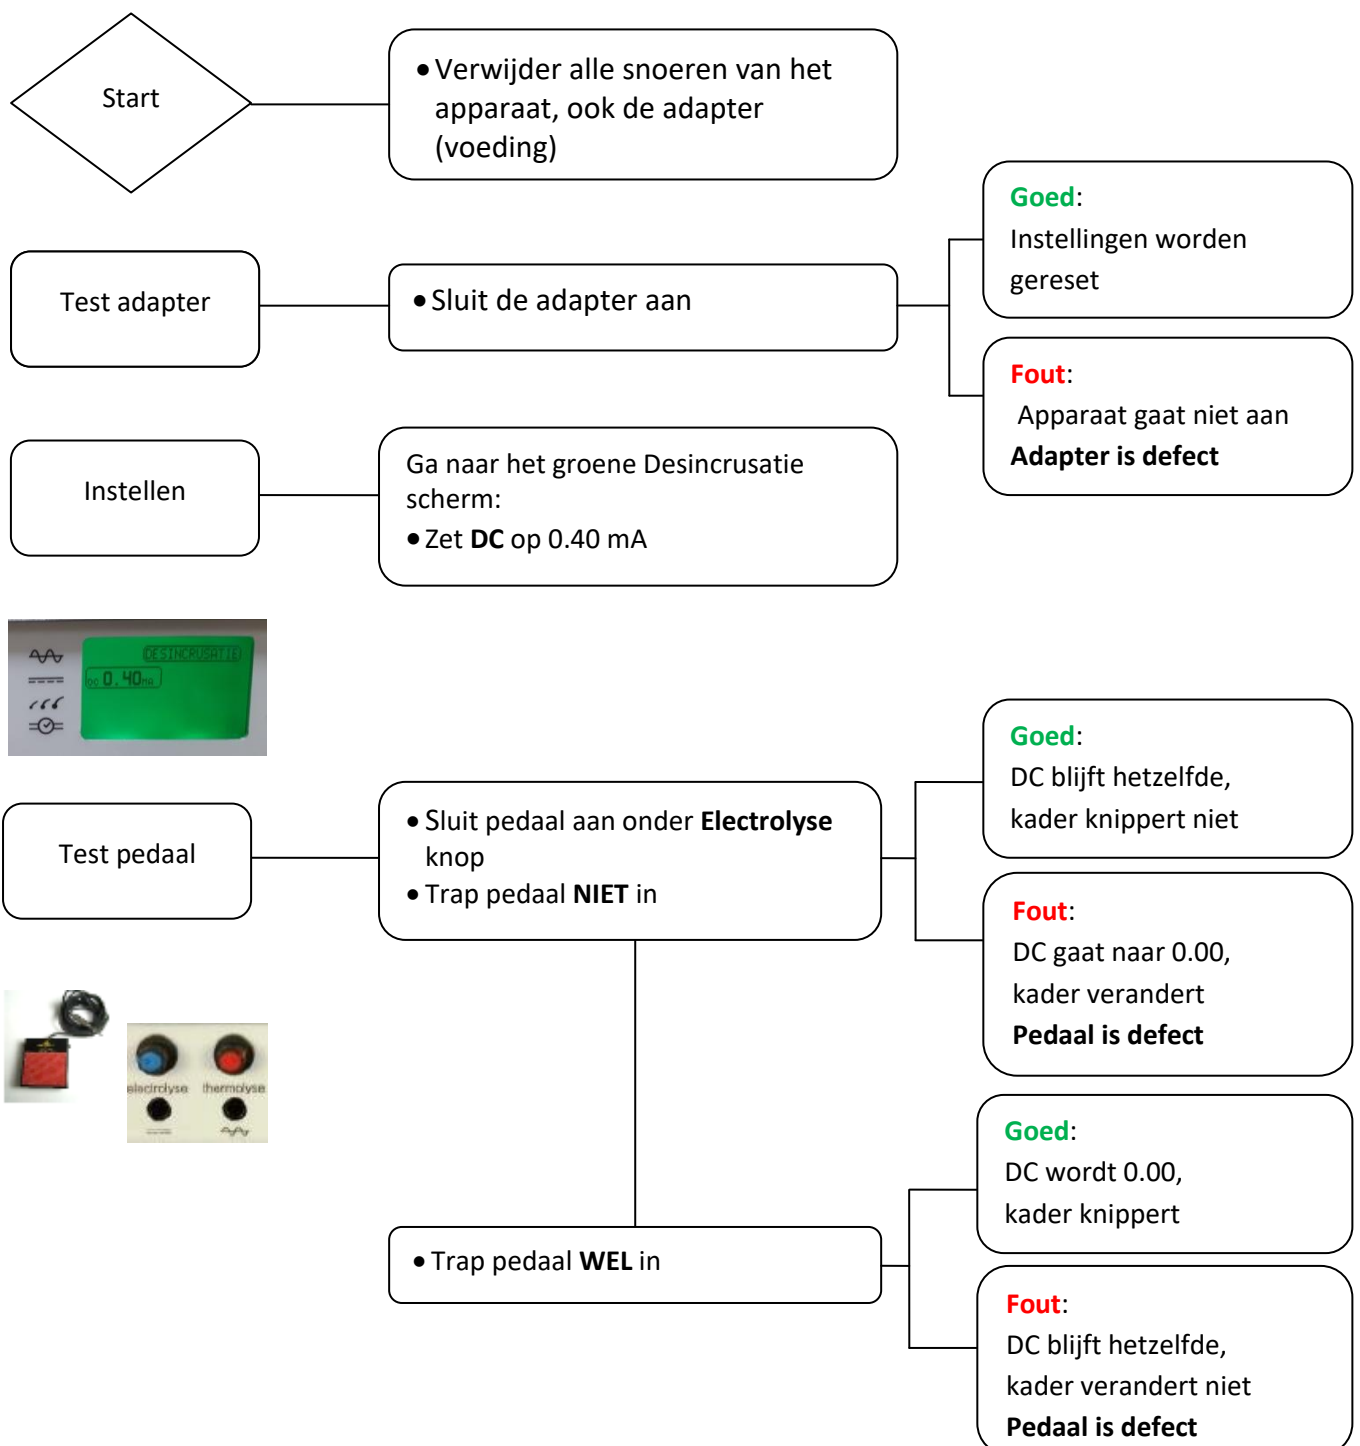 Start
• Verwijder alle snoeren van het
apparaat, ook de adapter
(voeding)
Test adapter
• Sluit de adapter aan
Goed:
Instellingen worden
gereset
Fout:
Apparaat gaat niet aan
Adapter is defect
Instellen
Ga naar het groene Desincrusatie
scherm:
• Zet DC op 0.40 mA
DESINCRUSATIE
DC 0.40 MA
Test pedaal
• Sluit pedaal aan onder Electrolyse
knop
• Trap pedaal NIET in
Goed:
DC blijft hetzelfde,
kader knippert niet
Fout:
DC gaat naar 0.00,
kader verandert
Pedaal is defect
electrolyse thermolyse
• Trap pedaal WEL in
Goed:
DC wordt 0.00,
kader knippert
Fout:
DC blijft hetzelfde,
kader verandert niet
Pedaal is defect